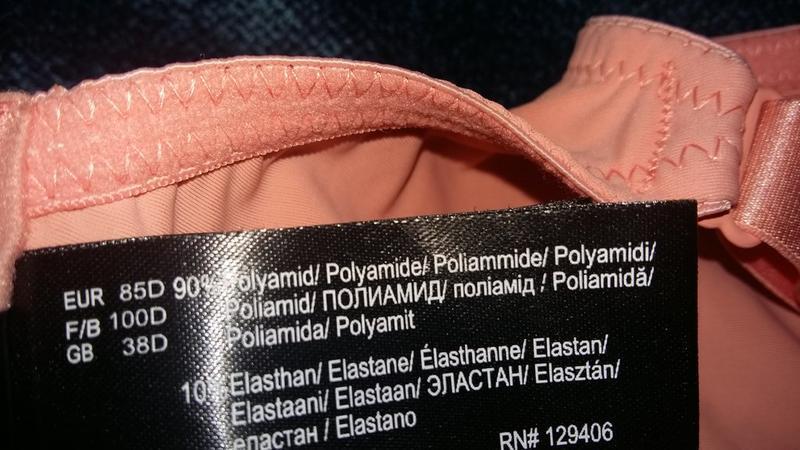 EUR 85D
F/B 100D
GB 38D
90% Polyamid/ Polyamide/ Poliammide/ Polyamidi/
Poliamid/ ПОЛИАМИД/ поліамід / Poliamidă/
Poliamida/ Polyamit
10% Elasthan/ Elastane/ Élasthanne/ Elastan/
Elastaani/ Elastaan/ ЭЛАСТАН/ Elasztán/
еластан / Elastano
RN# 129406